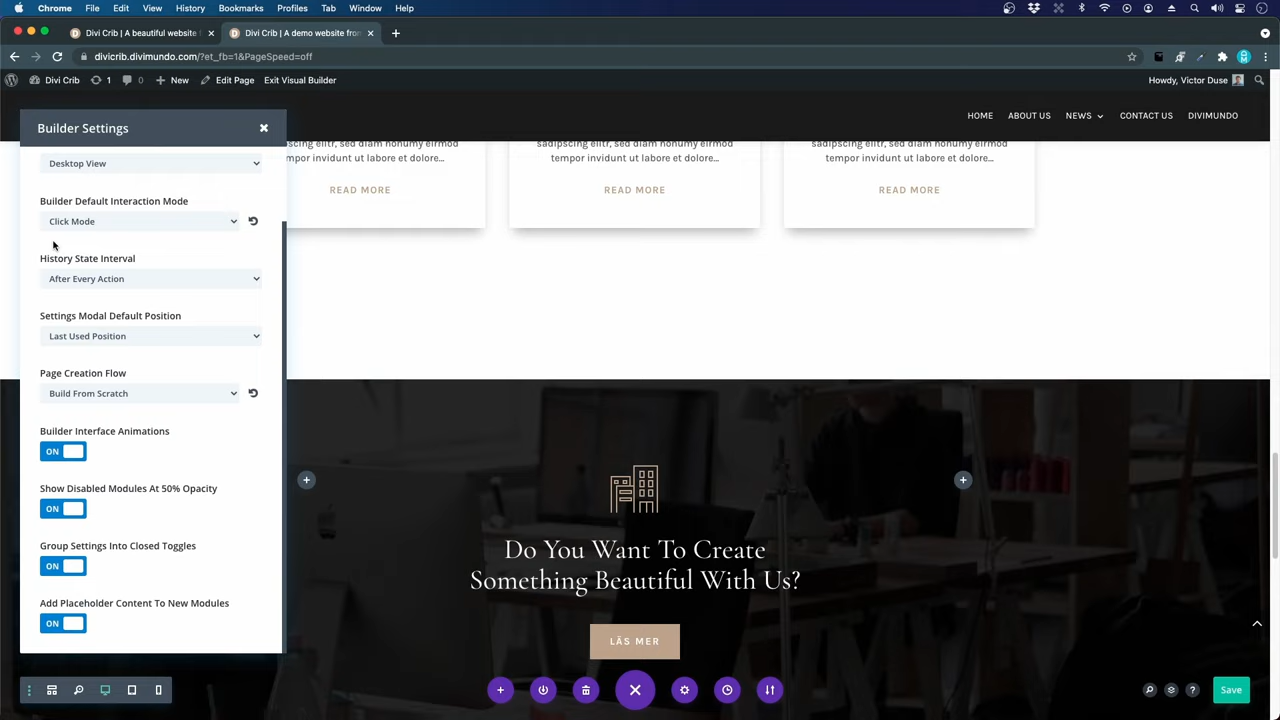 Chrome File Edit View History Bookmarks Profiles Tab Window Help
Divi Crib | A beautiful website
Divi Crib | A demo website from
divicrib.divimundo.com/?et_fb=1&PageSpeed=off
Divi Crib 1 0 New Edit Page Exit Visual Builder
Howdy, Victor Duse
HOME ABOUT US NEWS CONTACT US DIVIMUNDO
Builder Settings
Desktop View
Builder Default Interaction Mode
Click Mode
History State Interval
After Every Action
Settings Modal Default Position
Last Used Position
Page Creation Flow
Build From Scratch
Builder Interface Animations
ON
Show Disabled Modules At 50% Opacity
ON
Group Settings Into Closed Toggles
ON
Add Placeholder Content To New Modules
ON
scing elitr, sed diam nonumy eirmod
tempor invidunt ut labore et dolore...
READ MORE
sadipscing elitr, sed diam nonumy eirmod
tempor invidunt ut labore et dolore...
READ MORE
sadipscing elitr, sed diam nonumy eirmod
tempor invidunt ut labore et dolore...
READ MORE
Do You Want To Create
Something Beautiful With Us?
LÄS MER
Save